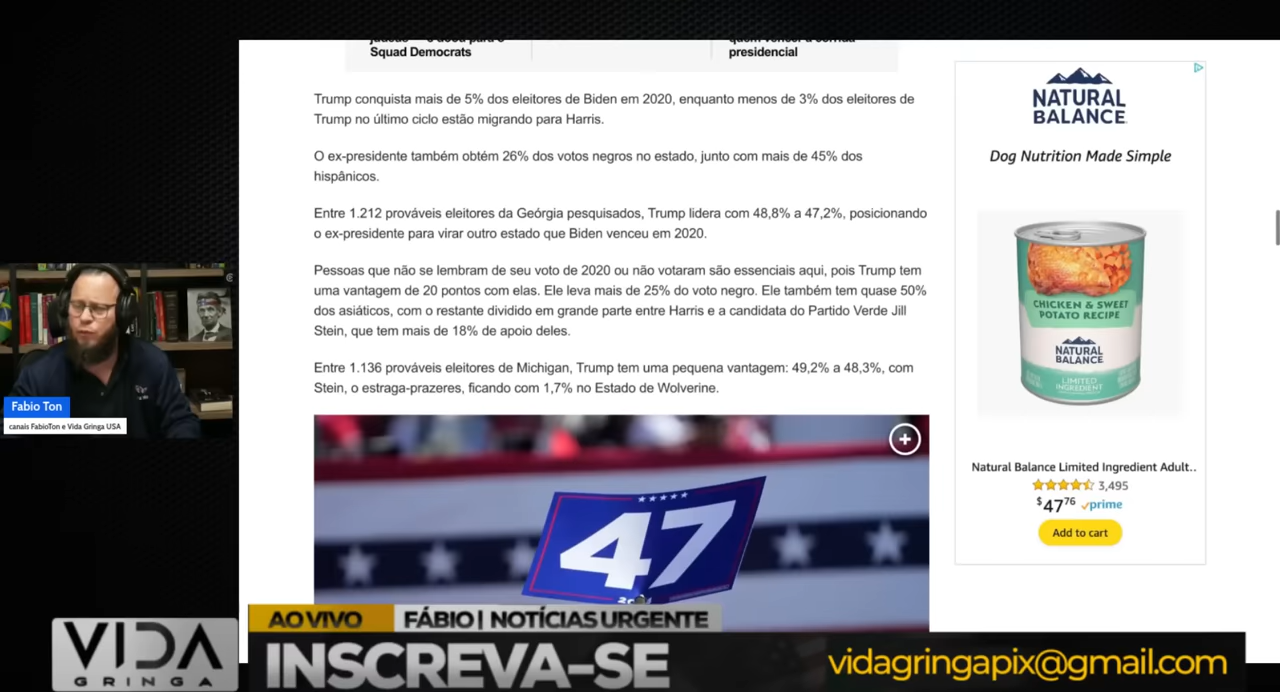 Squad Democrats
presidencial
Trump conquista mais de 5% dos eleitores de Biden em 2020, enquanto menos de 3% dos eleitores de
Trump no último ciclo estão migrando para Harris.
O ex-presidente também obtém 26% dos votos negros no estado, junto com mais de 45% dos
hispânicos.
Entre 1.212 prováveis eleitores da Geórgia pesquisados, Trump lidera com 48,8% a 47,2%, posicionando
o ex-presidente para virar outro estado que Biden venceu em 2020.
Pessoas que não se lembram de seu voto de 2020 ou não votaram são essenciais aqui, pois Trump tem
uma vantagem de 20 pontos com elas. Ele leva mais de 25% do voto negro. Ele também tem quase 50%
dos asiáticos, com o restante dividido em grande parte entre Harris e a candidata do Partido Verde Jill
Stein, que tem mais de 18% de apoio deles.
Entre 1.136 prováveis eleitores de Michigan, Trump tem uma pequena vantagem: 49,2% a 48,3%, com
Stein, o estraga-prazeres, ficando com 1,7% no Estado de Wolverine.
47
NATURAL
BALANCE
Dog Nutrition Made Simple
CHICKEN & SWEET
POTATO RECIPE
NATURAL
BALANCE
LIMITED
INGREDIENT
Natural Balance Limited Ingredient Adult..
3,495
$47 76 prime
Add to cart
Fabio Ton
canais FabioTon e Vida Gringa USA
VIDA
GRINGA
AO VIVO
FÁBIO | NOTÍCIAS URGENTE
INSCREVA-SE
vidagringapix@gmail.com